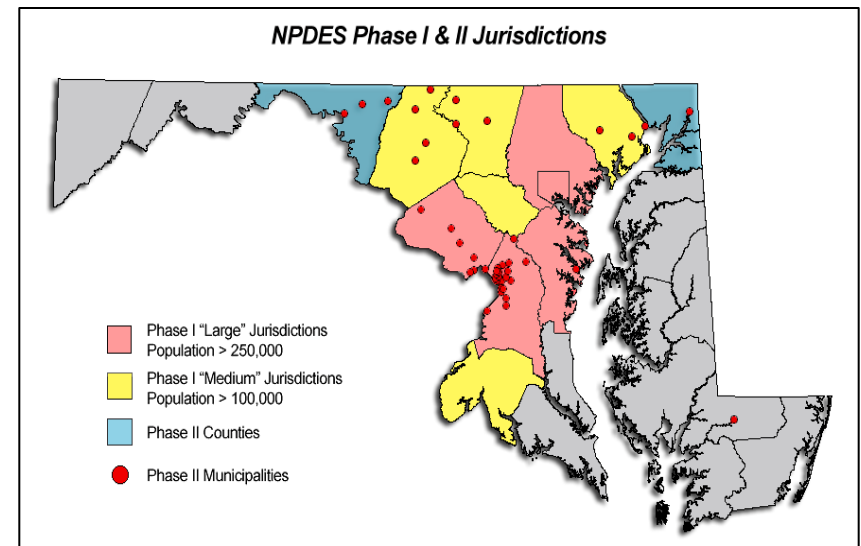 NPDES Phase I & II Jurisdictions
Phase I “Large” Jurisdictions
Population > 250,000
Phase I “Medium” Jurisdictions
Population > 100,000
Phase II Counties
Phase II Municipalities